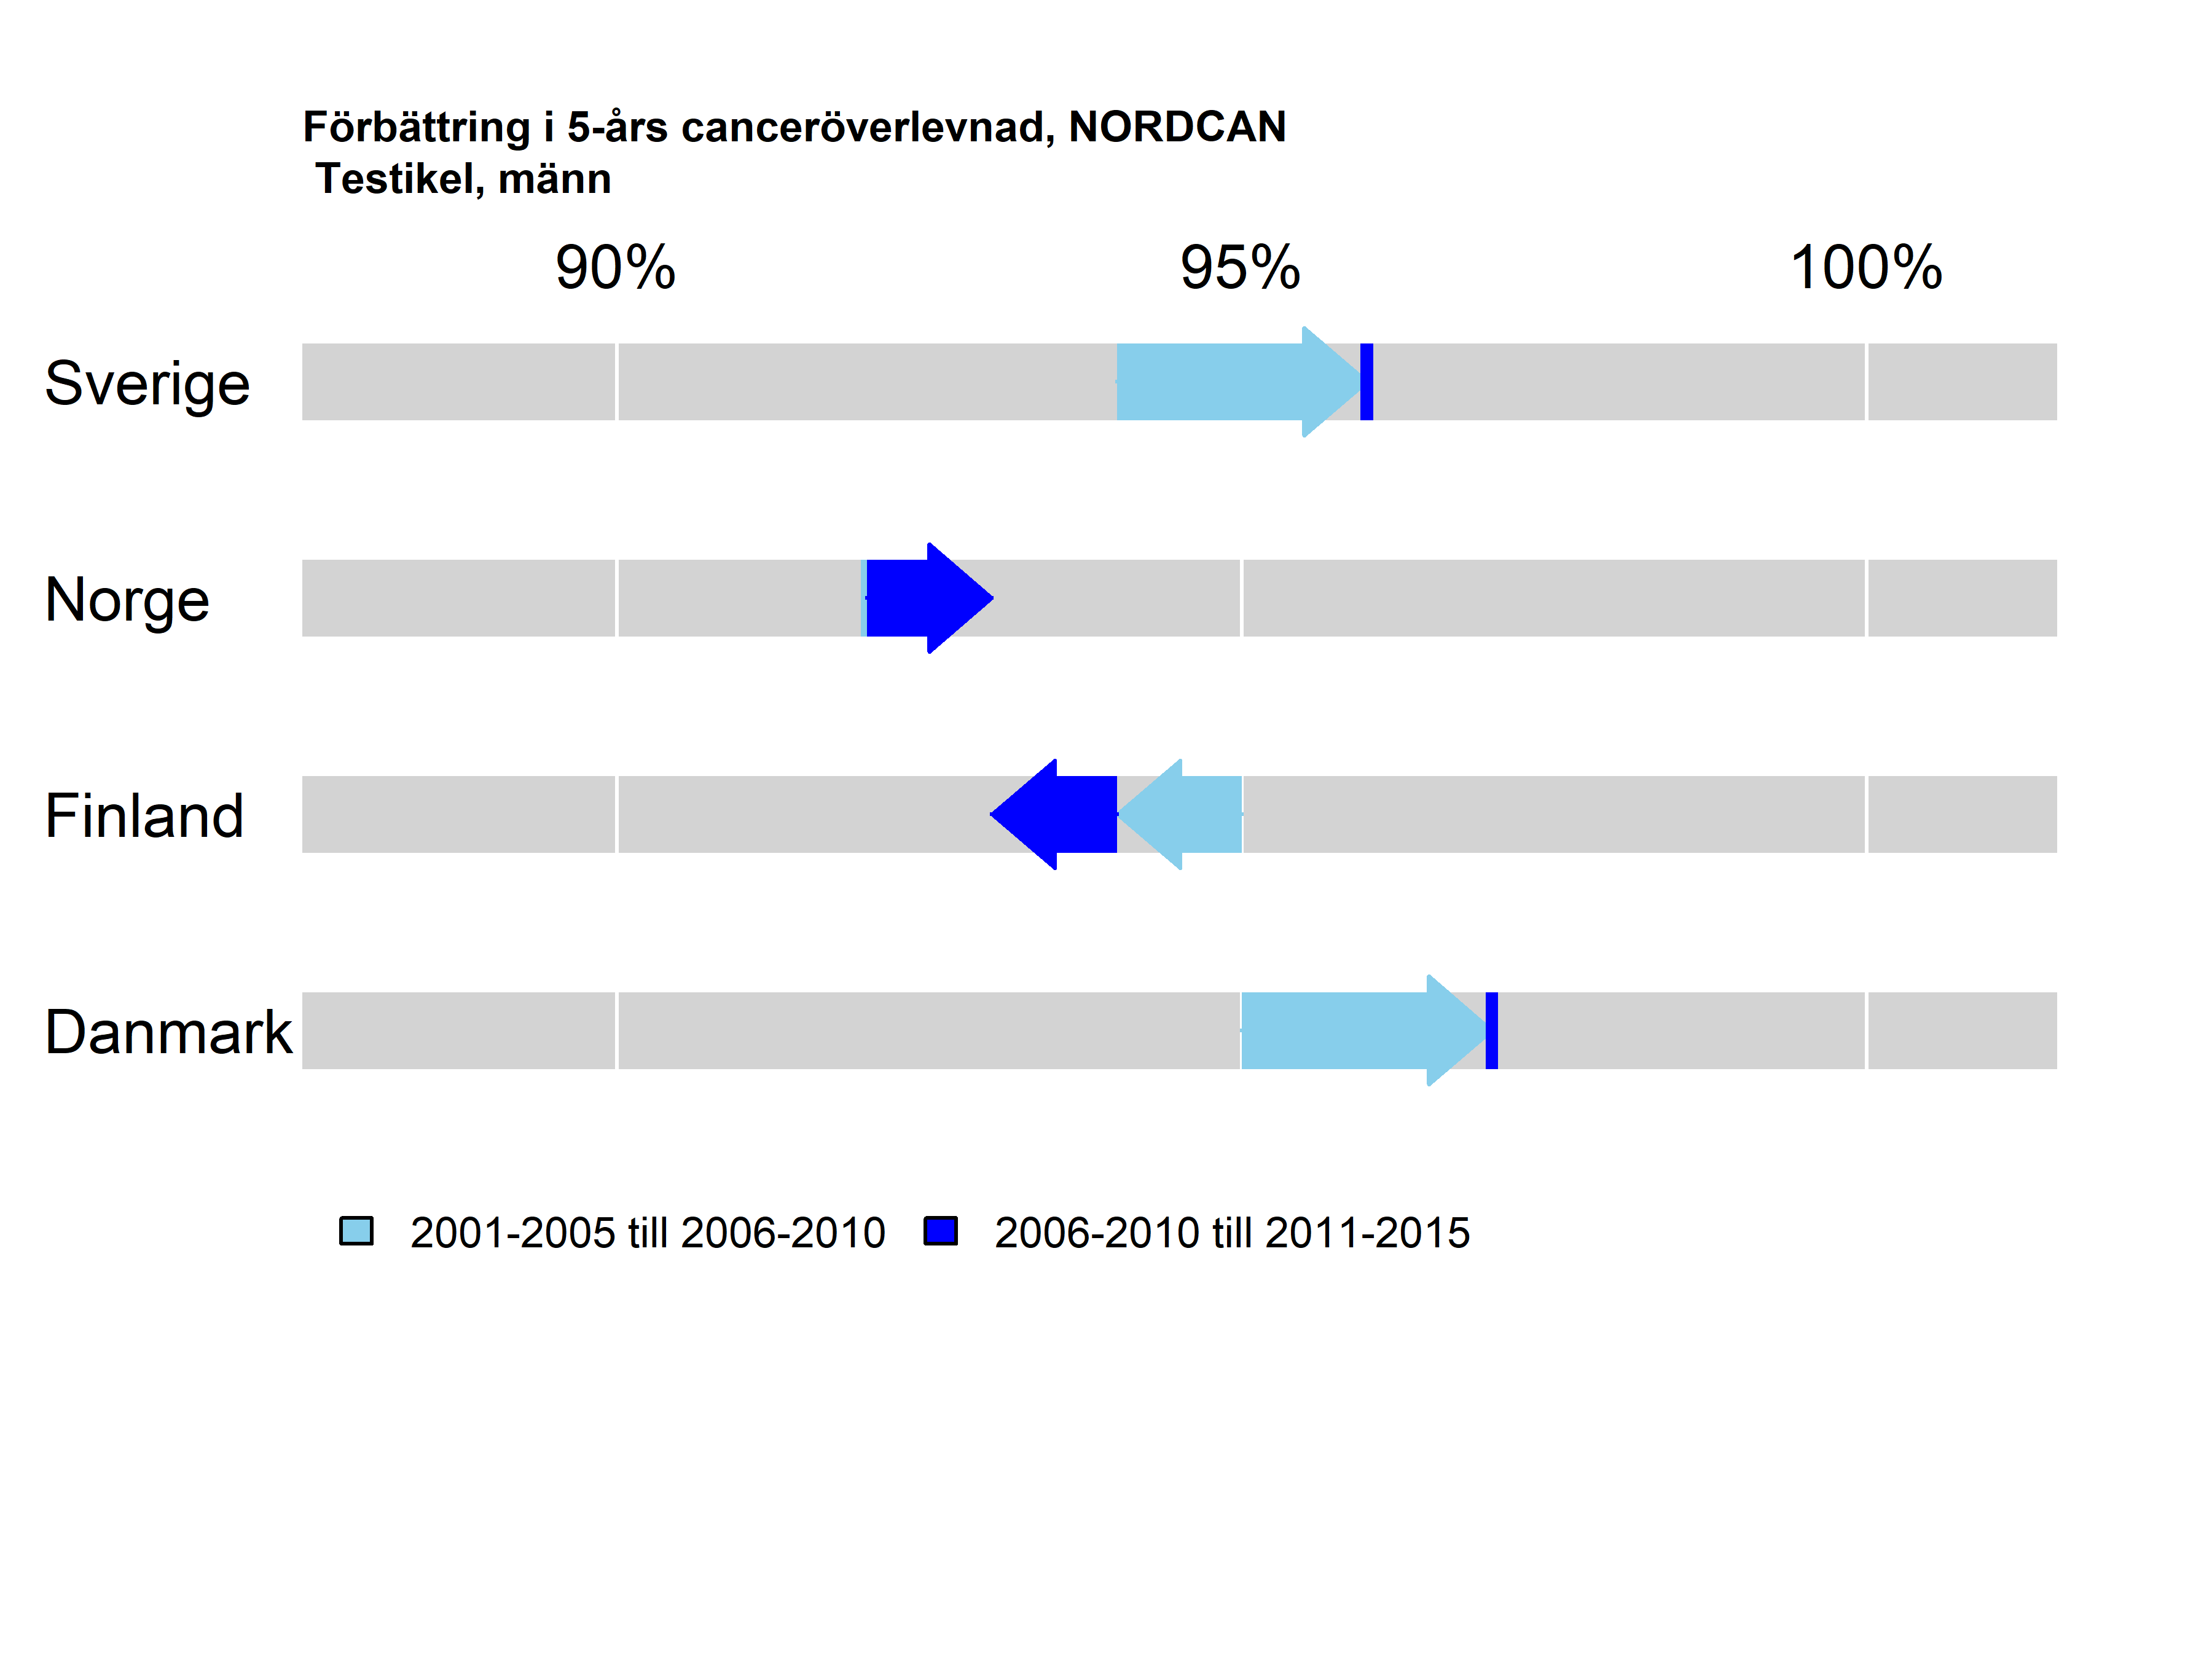 Förbättring i 5-års canceröverlevnad, NORDCAN
Testikel, männ
90% 95% 100%
Sverige
Norge
Finland
Danmark
2001-2005 till 2006-2010 2006-2010 till 2011-2015